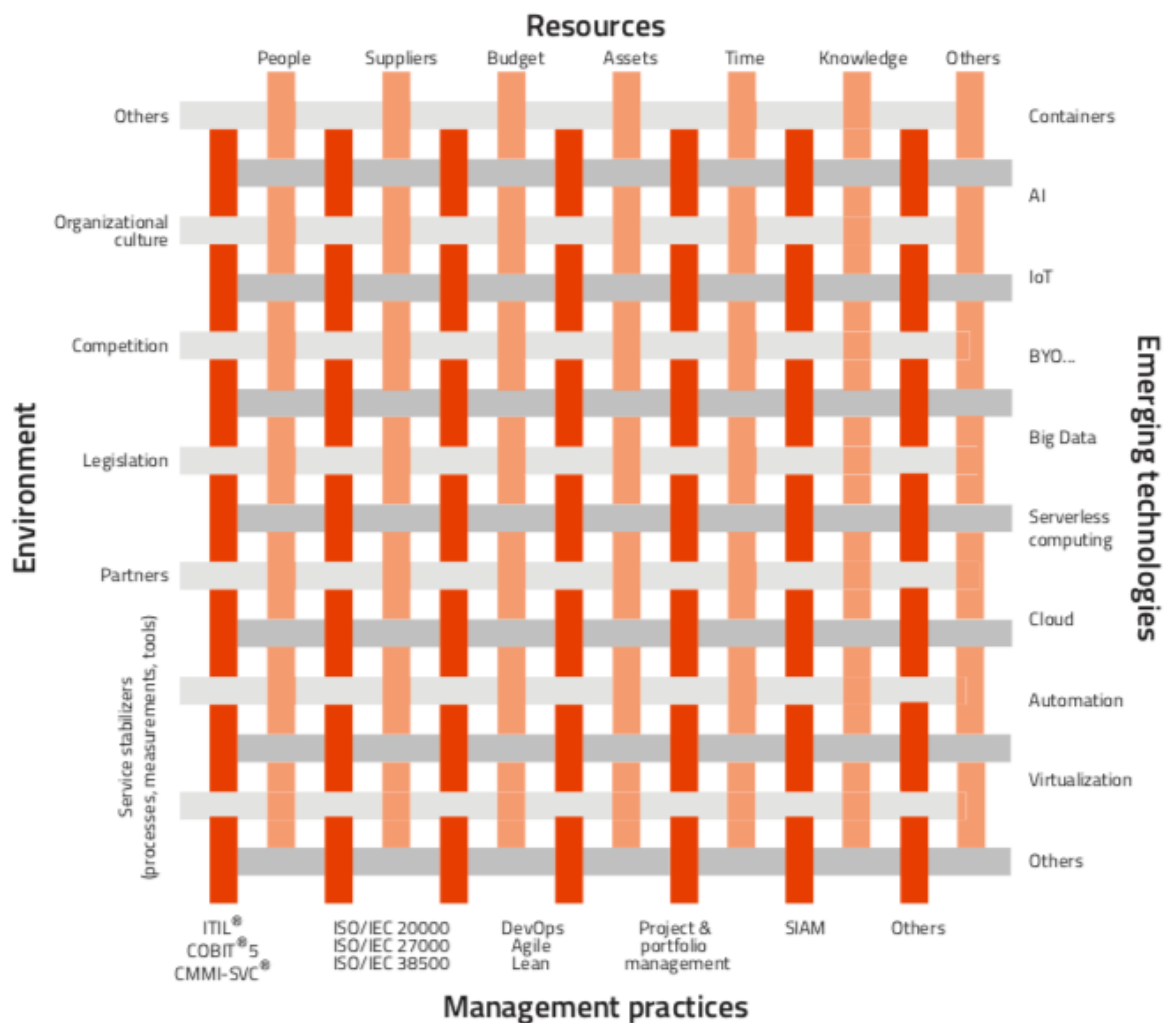 Resources
People
Suppliers
Budget
Assets
Time
Knowledge
Others
Others
Organizational
culture
Competition
Legislation
Partners
Service stabilizers
(processes, measurements, tools)
Environment
Containers
AI
IoT
BYO...
Big Data
Serverless
computing
Cloud
Automation
Virtualization
Others
Emerging technologies
ITIL®
COBIT®5
CMMI-SVC®
ISO/IEC 20000
ISO/IEC 27000
ISO/IEC 38500
DevOps
Agile
Lean
Project &
portfolio
management
SIAM
Others
Management practices